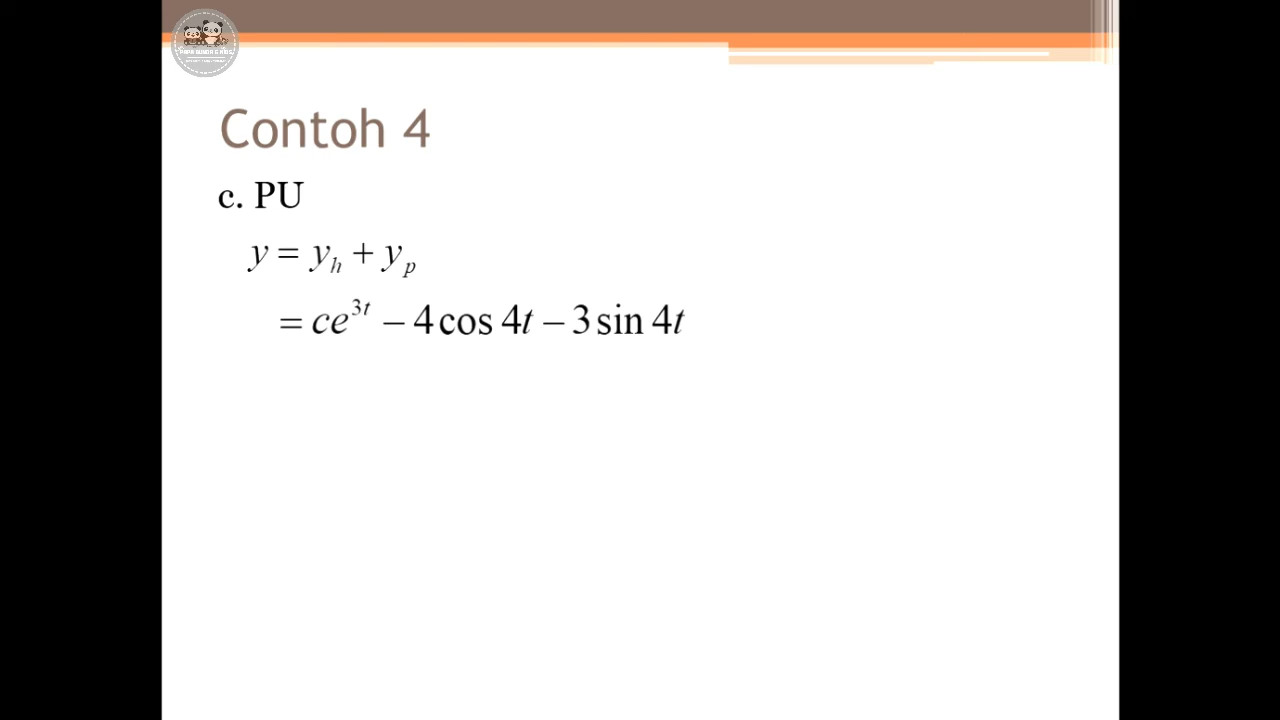 Contoh 4
c. PU
y = y_h + y_p
= ce^{3t} − 4 cos 4t − 3 sin 4t